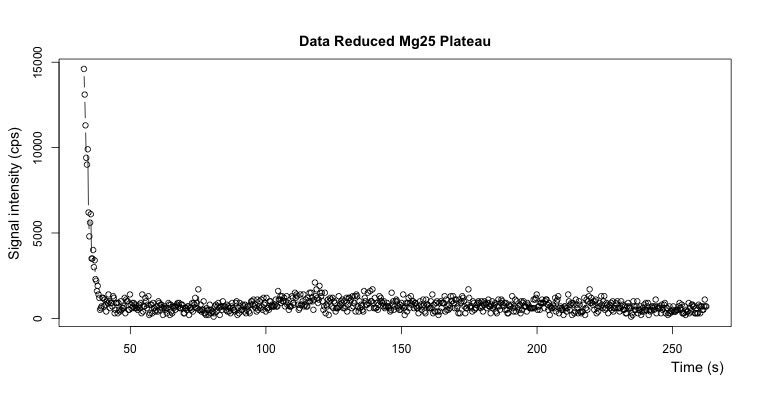 Data Reduced Mg25 Plateau
Signal intensity (cps)
15000
10000
5000
0
50 100 150 200 250
Time (s)